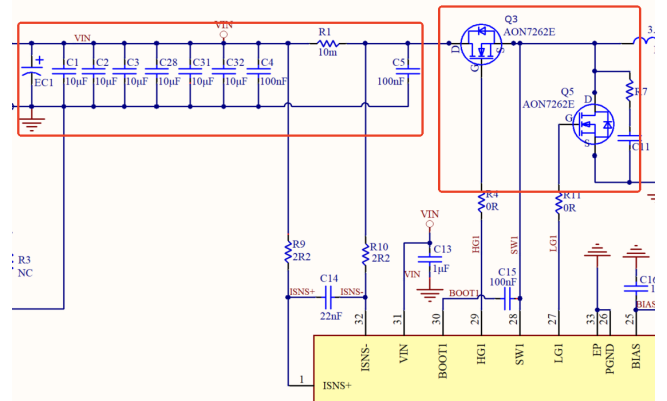 VIN
VIN
R1
10m
Q3
AON7262E
D
S
G
3.
EC1
C1
10μF
C2
10μF
C3
10μF
C28
10μF
C31
10μF
C32
10μF
C4
100nF
C5
100nF
Q5
AON7262E
D
G
S
R7
C11
R4
0R
R11
0R
R3
NC
R9
2R2
R10
2R2
VIN
C13
1μF
VIN
HG1
SW1
LG1
C14
22nF
ISNS+
ISNS-
BOOT1
C15
100nF
C16
1
BIAS
32
31
30
29
28
27
33
26
25
ISNS-
VIN
BOOT1
HG1
SW1
LG1
EP
PGND
BIAS
1
ISNS+